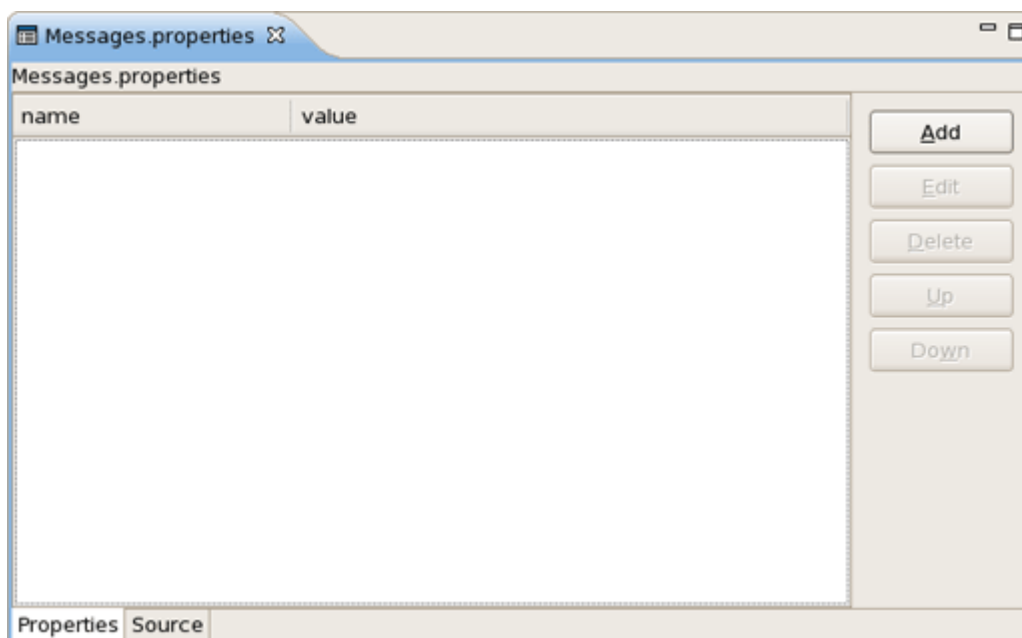 Messages.properties
Messages.properties
name value
Add
Edit
Delete
Up
Down
Properties Source